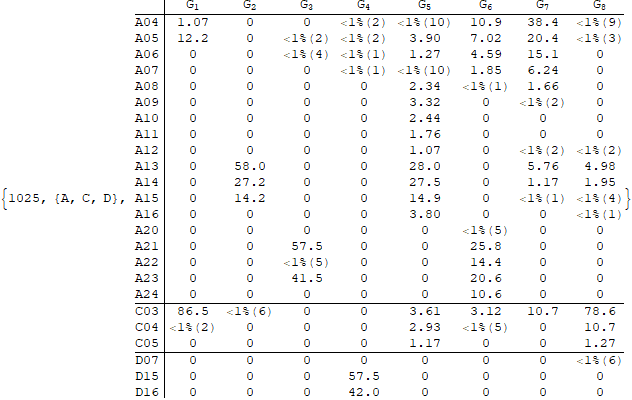 G1 G2 G3 G4 G5 G6 G7 G8
A04 1.07 0 0 <1%(2) <1%(10) 10.9 38.4 <1%(9)
A05 12.2 0 <1%(2) <1%(2) 3.90 7.02 20.4 <1%(3)
A06 0 0 <1%(4) <1%(1) 1.27 4.59 15.1 0
A07 0 0 0 <1%(1) <1%(10) 1.85 6.24 0
A08 0 0 0 0 2.34 <1%(1) 1.66 0
A09 0 0 0 0 3.32 0 <1%(2) 0
A10 0 0 0 0 2.44 0 0 0
A11 0 0 0 0 1.76 0 0 0
A12 0 0 0 0 1.07 0 <1%(2) <1%(2)
A13 0 58.0 0 0 28.0 0 5.76 4.98
A14 0 27.2 0 0 27.5 0 1.17 1.95
{1025, {A, C, D}, A15 0 14.2 0 0 14.9 0 <1%(1) <1%(4) }
A16 0 0 0 0 3.80 0 0 <1%(1)
A20 0 0 0 0 0 <1%(5) 0 0
A21 0 0 57.5 0 0 25.8 0 0
A22 0 0 <1%(5) 0 0 14.4 0 0
A23 0 0 41.5 0 0 20.6 0 0
A24 0 0 0 0 0 10.6 0 0
C03 86.5 <1%(6) 0 0 3.61 3.12 10.7 78.6
C04 <1%(2) 0 0 0 2.93 <1%(5) 0 10.7
C05 0 0 0 0 1.17 0 0 1.27
D07 0 0 0 0 0 0 0 <1%(6)
D15 0 0 0 57.5 0 0 0 0
D16 0 0 0 42.0 0 0 0 0